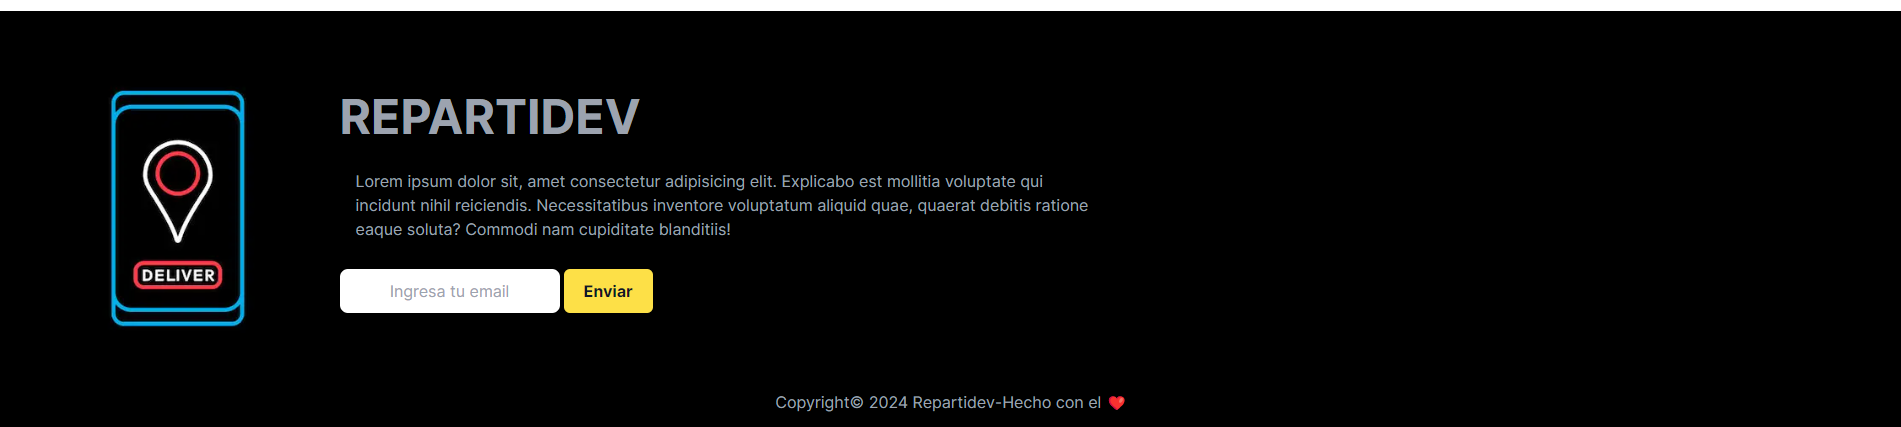 REPARTIDEV
Lorem ipsum dolor sit, amet consectetur adipisicing elit. Explicabo est mollitia voluptate qui
incidunt nihil reiciendis. Necessitatibus inventore voluptatum aliquid quae, quaerat debitis ratione
eaque soluta? Commodi nam cupiditate blanditiis!
DELIVER
Ingresa tu email
Enviar
Copyright© 2024 Repartidev-Hecho con el ❤️